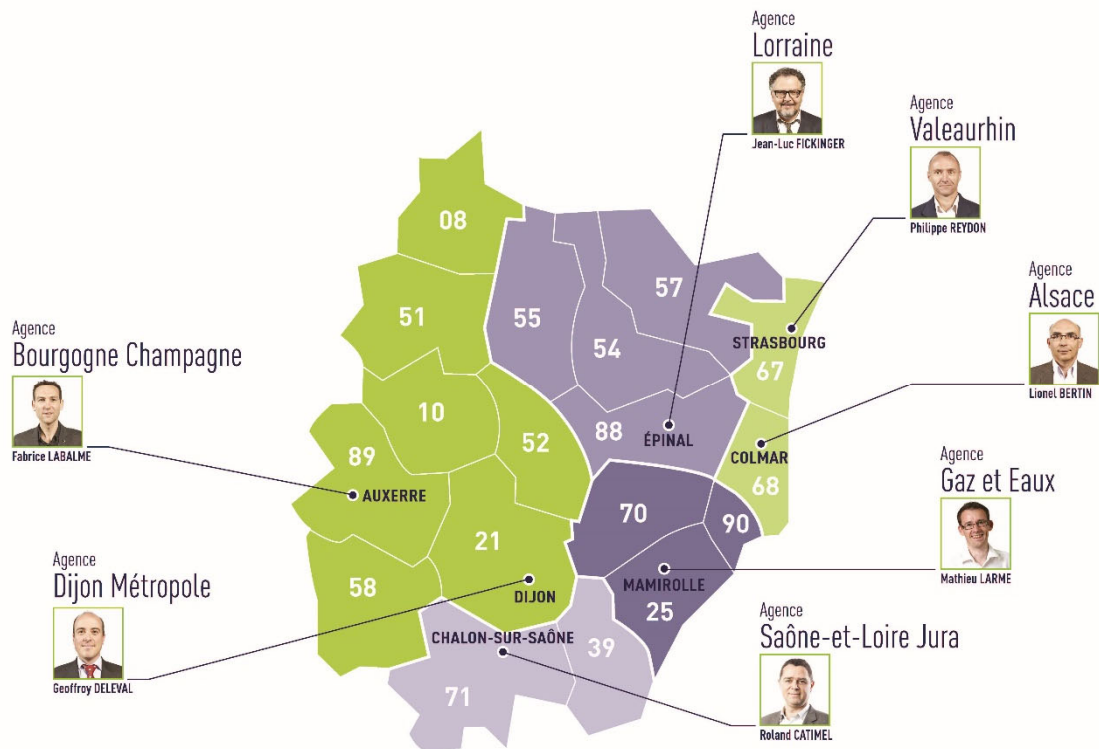 Agence
Lorraine
Jean-Luc FICKINGER
Agence
Valeaurhin
Philippe REYDON
Agence
Alsace
Lionel BERTIN
Agence
Bourgogne Champagne
Fabrice LABALME
Agence
Gaz et Eaux
Mathieu LARME
Agence
Dijon Métropole
Geoffroy DELEVAL
Agence
Saône-et-Loire Jura
Roland CATIMEL
08
51
55
57
54
STRASBOURG
67
10
52
88
ÉPINAL
COLMAR
68
89
AUXERRE
70
90
21
58
DIJON
MAMIROLLE
25
CHALON-SUR-SAÔNE
39
71